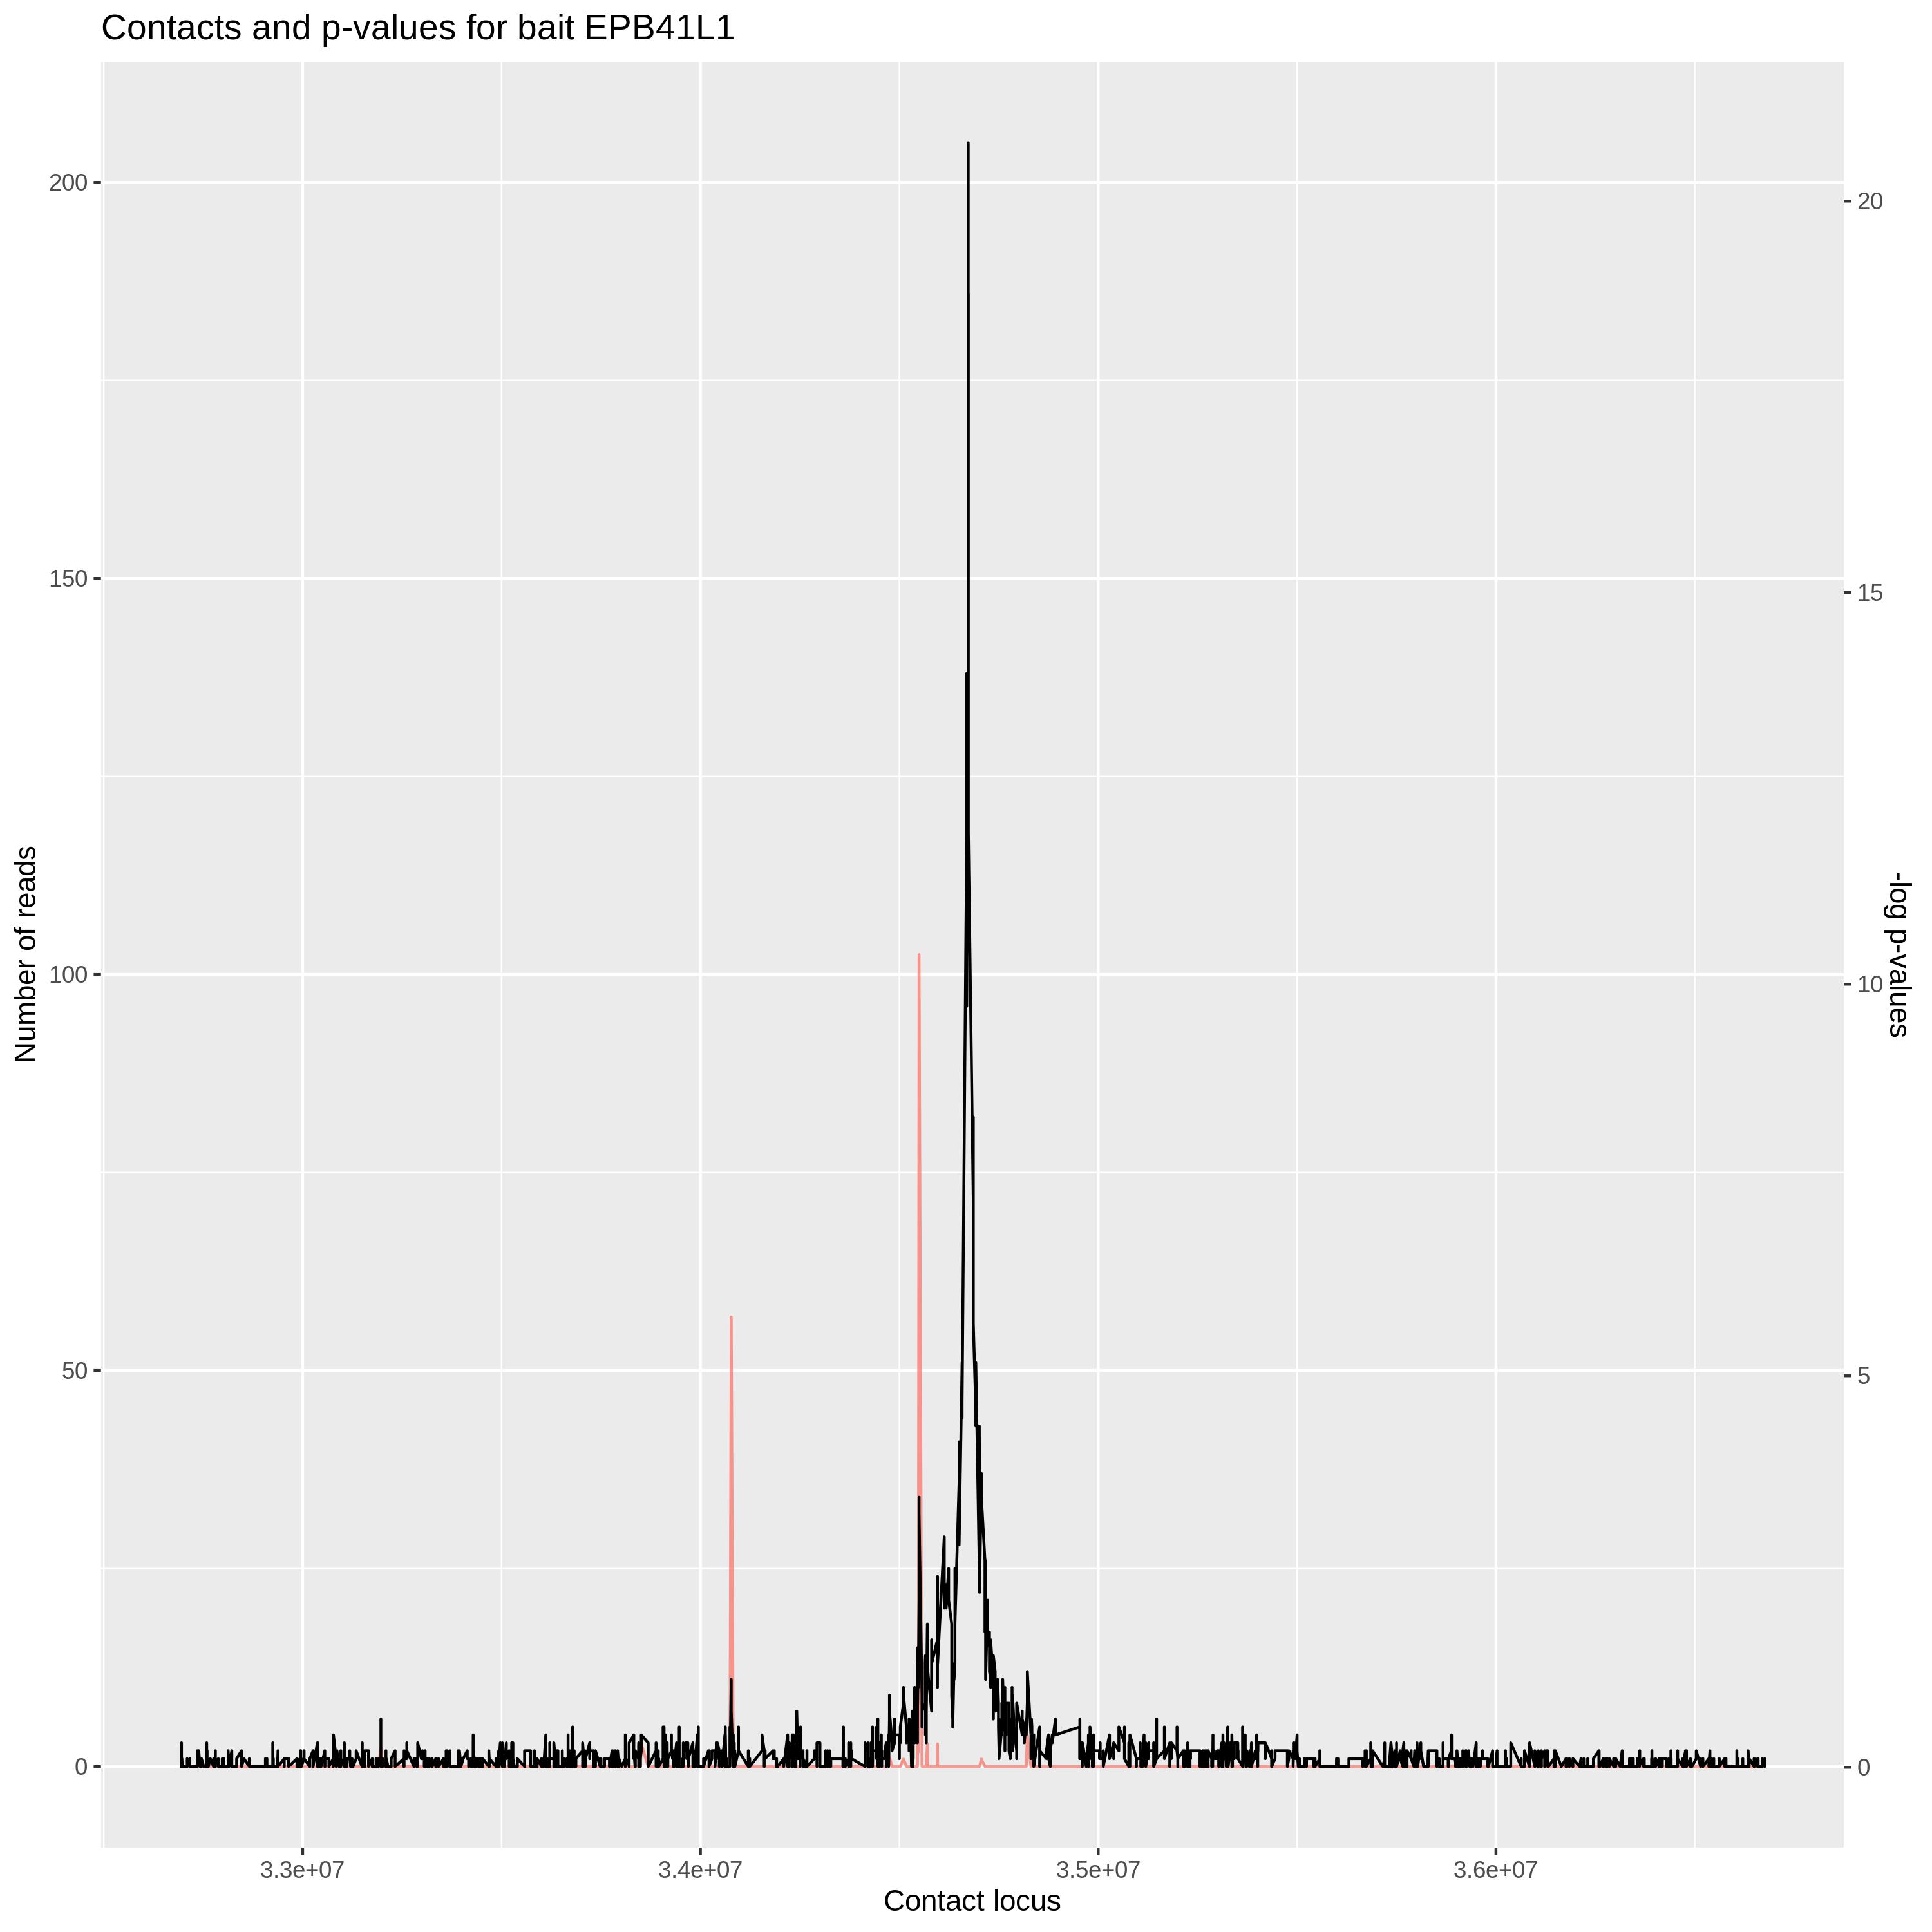 Contacts and p-values for bait EPB41L1
200
150
100
50
0
Number of reads
20
15
10
5
0
-log p-values
3.3e+07
3.4e+07
3.5e+07
3.6e+07
Contact locus